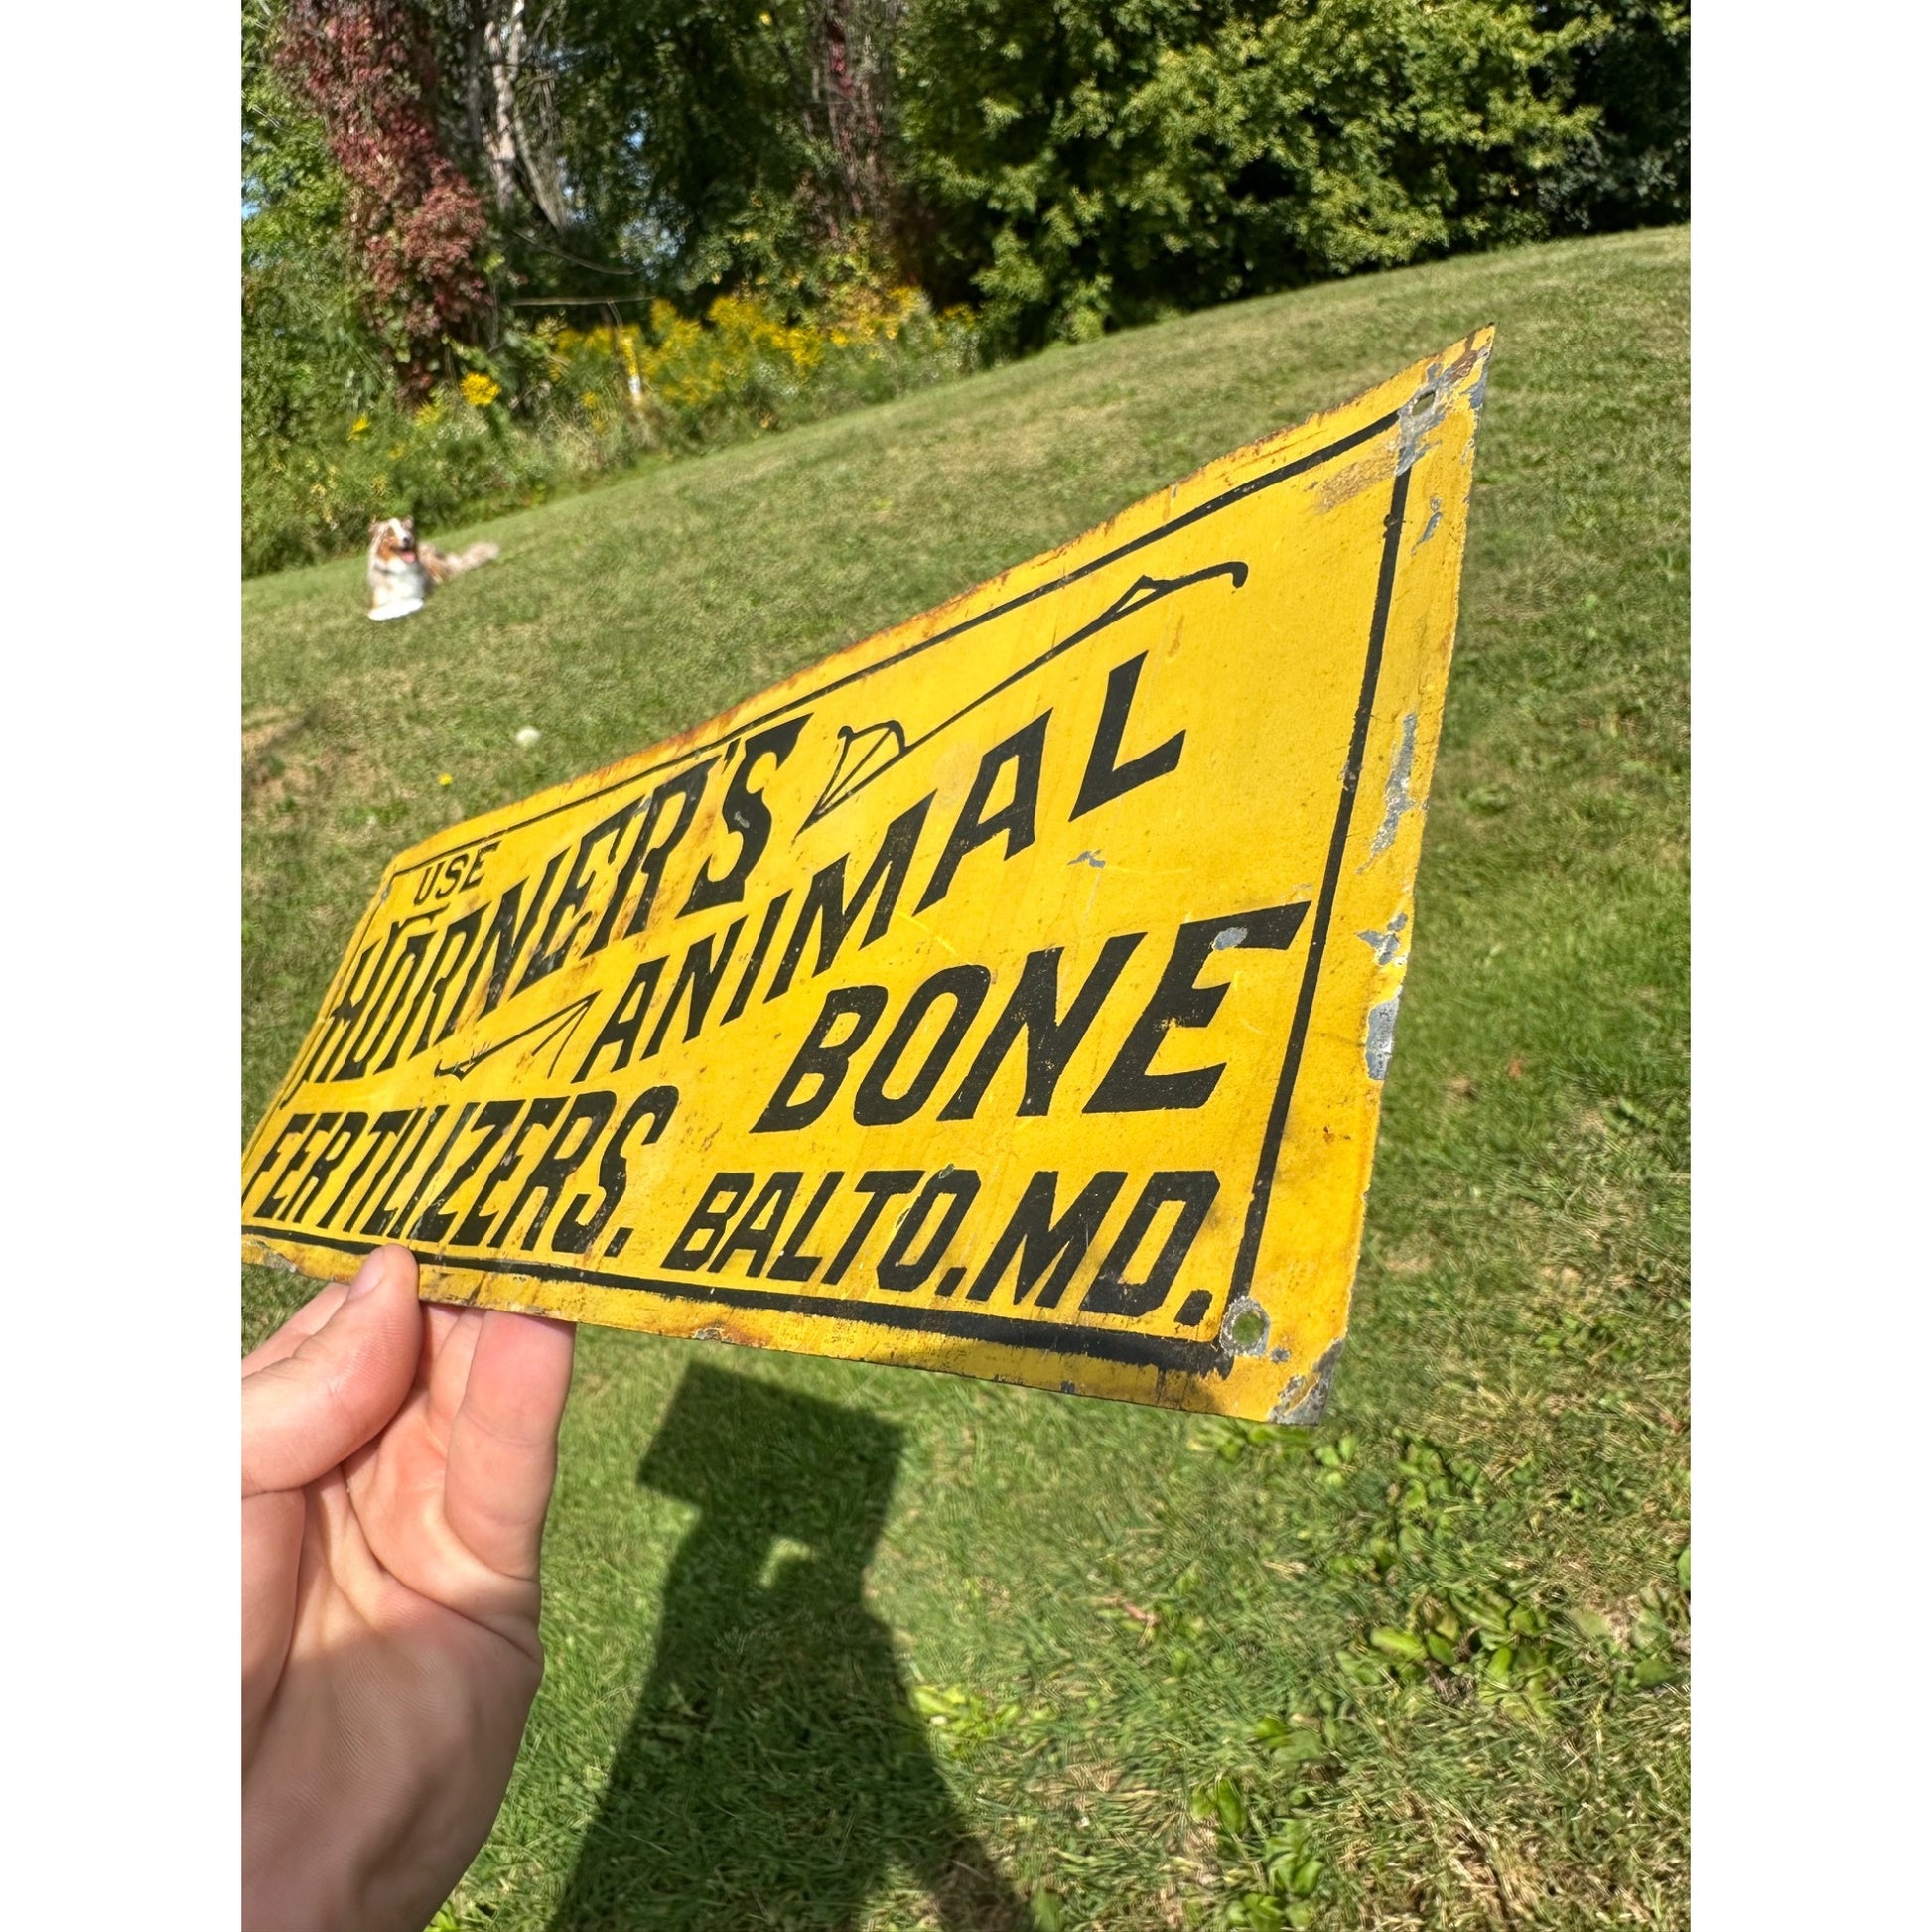 USE
HORNER'S
ANIMAL BONE
FERTILIZERS. BALTO.MD.